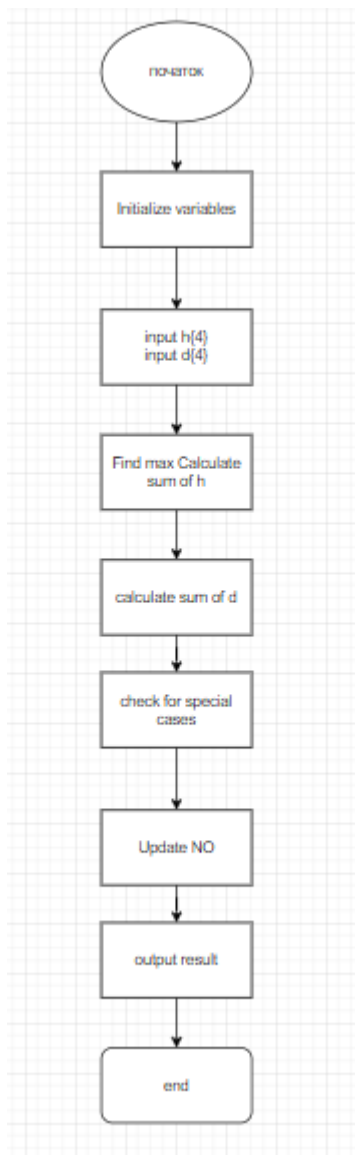 початок
Initialize variables
input h{4}
input d{4}
Find max Calculate
sum of h
calculate sum of d
check for special
cases
Update NO
output result
end